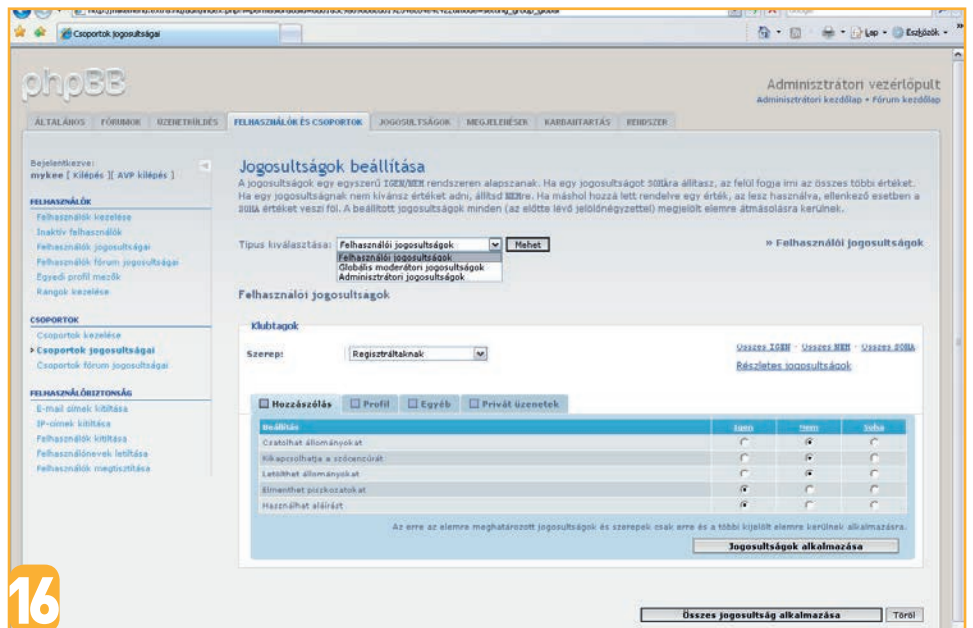 Csoportok jogosultságai
Lap
Eszközök
phpBB
Adminisztrátori vezérlőpult
Adminisztrátori kezdőlap • Fórum kezdőlap
ÁLTALÁNOS FÓRUMOK ÜZENETKÜLDÉS FELHASZNÁLÓK ÉS CSOPORTOK JOGOSULTSÁGOK MEGJELENÉSEK KARBANTARTÁS RENDSZER
Bejelentkezve:
mykee [ Kilépés ][ AVP kilépés ]
FELHASZNÁLÓK
Felhasználók kezelése
Inaktív felhasználók
Felhasználók jogosultságai
Felhasználók fórum jogosultságai
Egyedi profil mezők
Rangok kezelése
CSOPORTOK
Csoportok kezelése
Csoportok jogosultságai
Csoportok fórum jogosultságai
FELHASZNÁLÓBIZTONSÁG
E-mail címek kitiltása
IP-címek kitiltása
Felhasználók kitiltása
Felhasználónevek letiltása
Felhasználók megtisztítása
Jogosultságok beállítása
A jogosultságok egy egyszerű IGEN/NEM rendszeren alapszanak. Ha egy jogosultságot SOHÁra állítasz, az felül fogja írni az összes többi értéket.
Ha egy jogosultságnak nem kívánsz értéket adni, állítsd NEMre. Ha máshol hozzá lett rendelve egy érték, az lesz használva, ellenkező esetben a
SOHA értéket veszi föl. A beállított jogosultságok minden (az előtte lévő jelölőnégyzettel) megjelölt elemre átmásolásra kerülnek.
Típus kiválasztása: Felhasználói jogosultságok Mehet
» Felhasználói jogosultságok
Felhasználói jogosultságok
Globális moderátori jogosultságok
Adminisztrátori jogosultságok
Felhasználói jogosultságok
Klubtagok
Szerep: Regisztráltaknak
Összes IGEN · Összes NEM · Összes SOHA
Részletes jogosultságok
Hozzászólás Profil Egyéb Privát üzenetek
Beállítás Igen Nem Soha
Csatolhat állományokat
Kikapcsolhatja a szócenzúrát
Letölthet állományokat
Elmenthet piszkozatokat
Használhat aláírást
Az erre az elemre meghatározott jogosultságok és szerepek csak erre és a többi kijelölt elemre kerülnek alkalmazásra.
Jogosultságok alkalmazása
Összes jogosultság alkalmazása Töröl
16